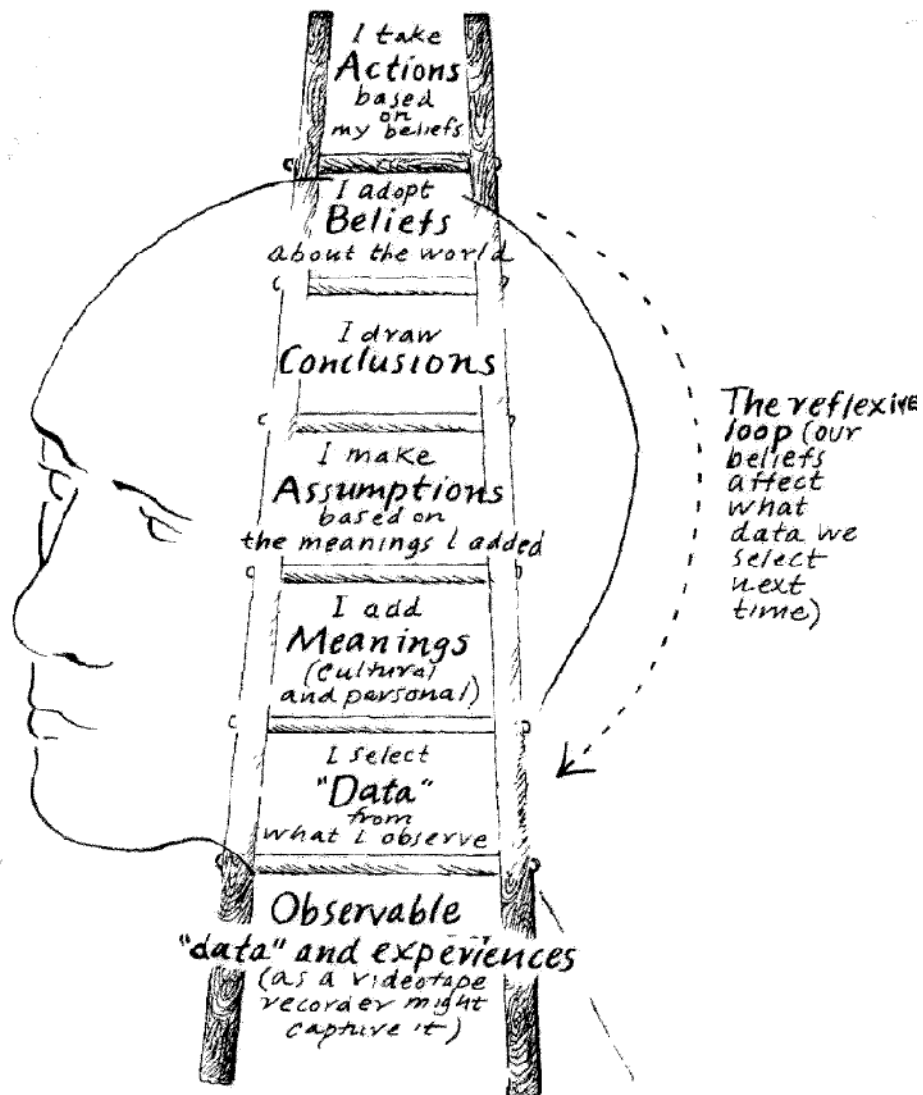 I take
Actions
based
on
my beliefs
I adopt
Beliefs
about the world
I draw
Conclusions
I make
Assumptions
based on
the meanings I added
I add
Meanings
(cultural
and personal)
I select
"Data"
from
what I observe
Observable
"data" and experiences
(as a videotape
recorder might
capture it)
The reflexive
loop (our
beliefs
affect
what
data we
select
next
time)